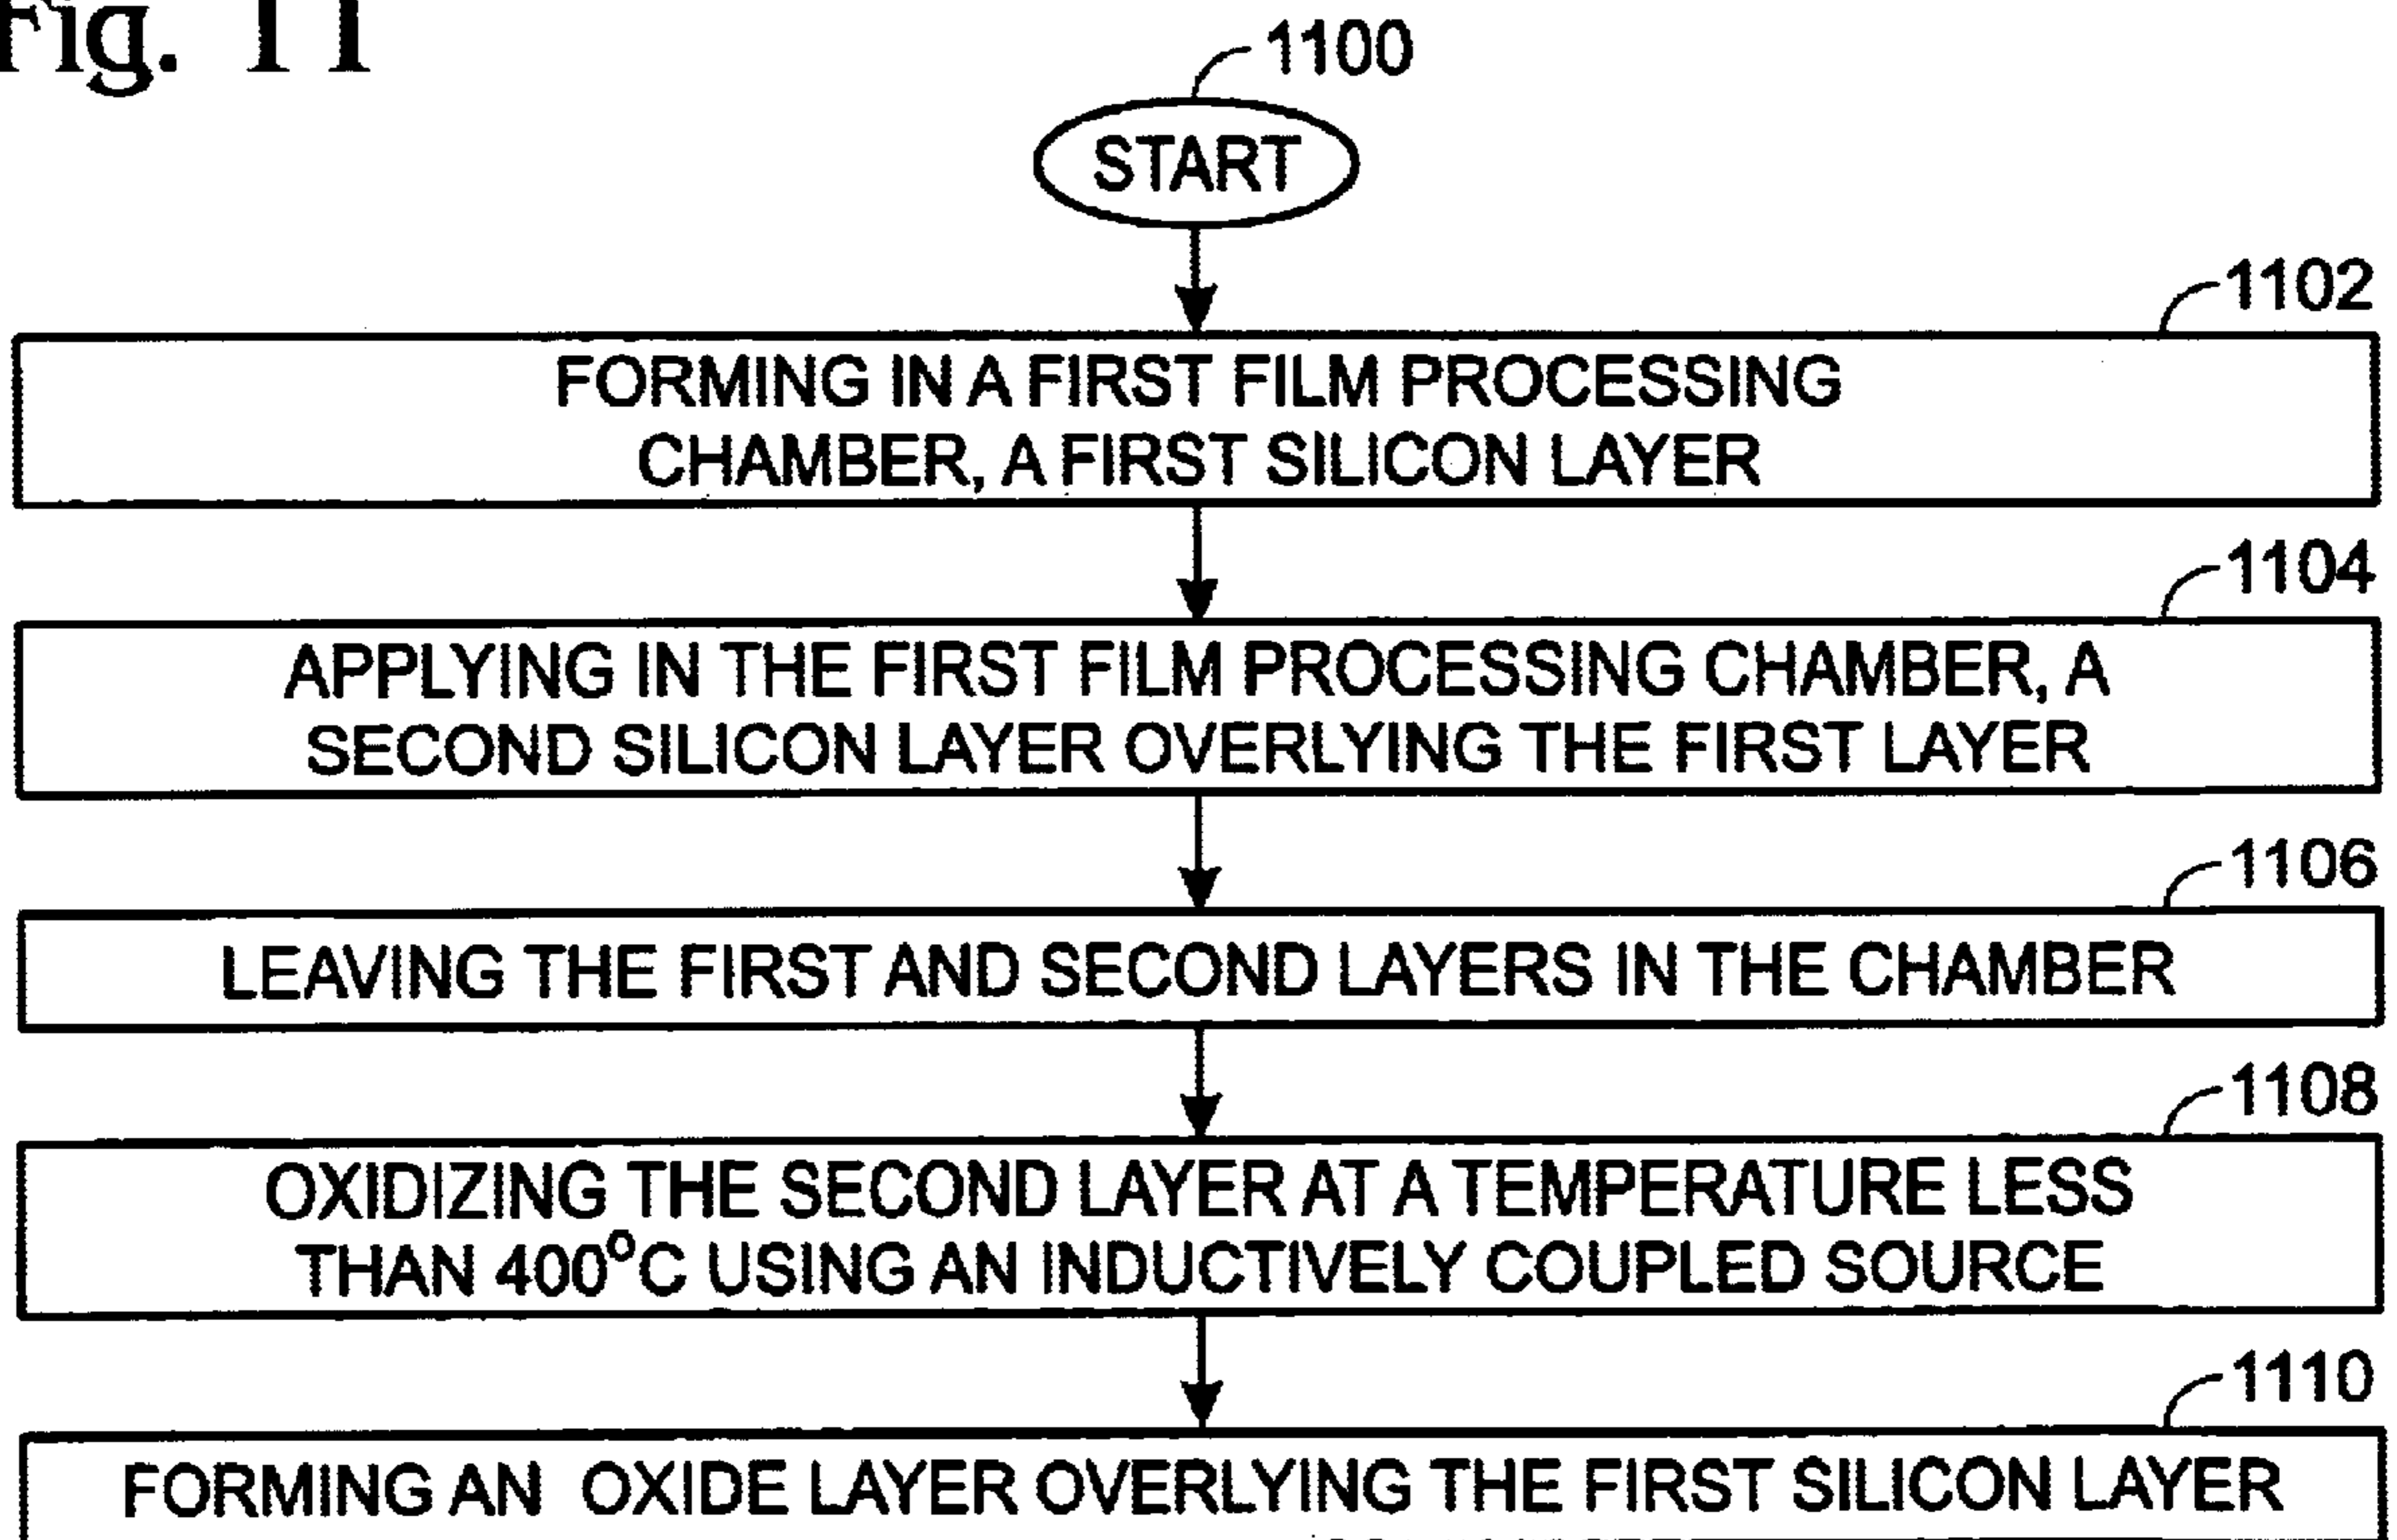 Fig. 11
1100
START
1102
FORMING IN A FIRST FILM PROCESSING
CHAMBER, A FIRST SILICON LAYER
1104
APPLYING IN THE FIRST FILM PROCESSING CHAMBER, A
SECOND SILICON LAYER OVERLYING THE FIRST LAYER
1106
LEAVING THE FIRST AND SECOND LAYERS IN THE CHAMBER
1108
OXIDIZING THE SECOND LAYER AT A TEMPERATURE LESS
THAN 400°C USING AN INDUCTIVELY COUPLED SOURCE
1110
FORMING AN OXIDE LAYER OVERLYING THE FIRST SILICON LAYER